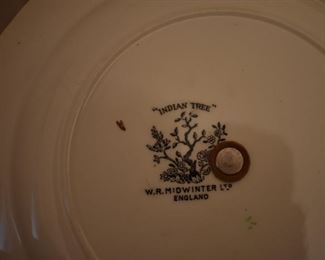 "INDIAN TREE"
W.R. MIDWINTER LTD
ENGLAND